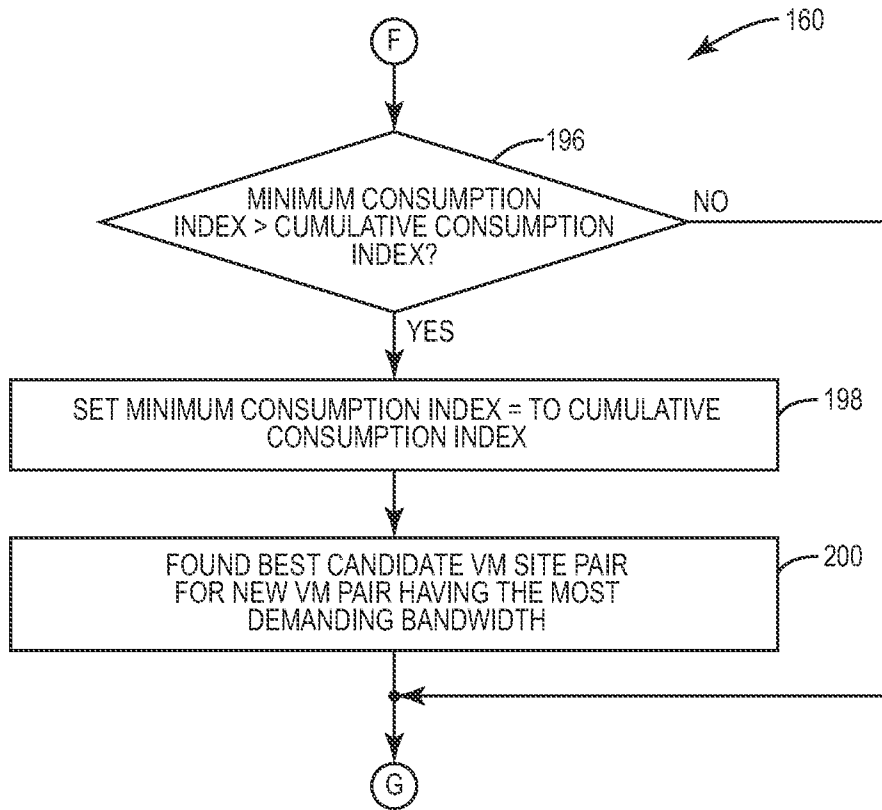 F
160
196
MINIMUM CONSUMPTION
INDEX > CUMULATIVE CONSUMPTION
INDEX?
NO
YES
SET MINIMUM CONSUMPTION INDEX = TO CUMULATIVE
CONSUMPTION INDEX
198
FOUND BEST CANDIDATE VM SITE PAIR
FOR NEW VM PAIR HAVING THE MOST
DEMANDING BANDWIDTH
200
G